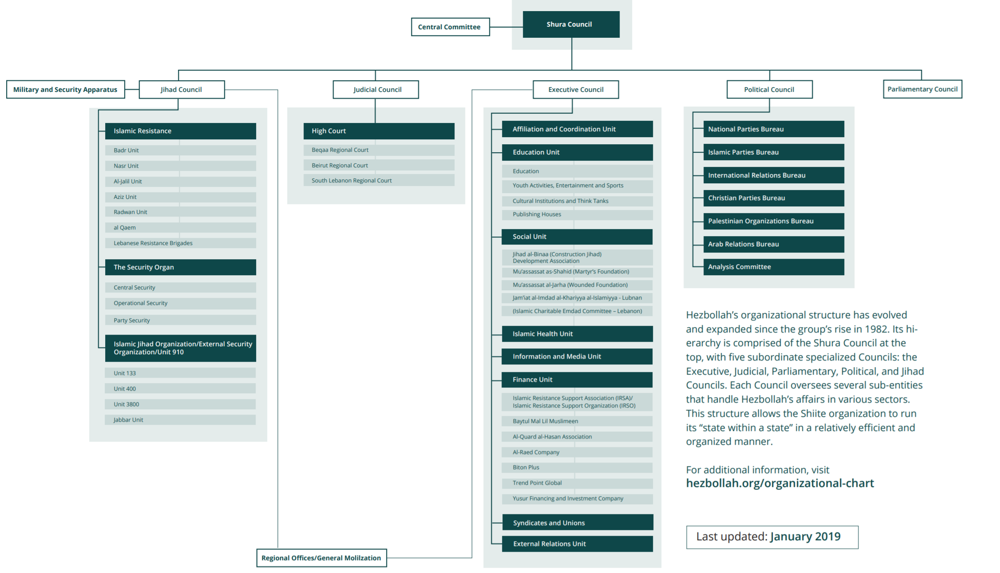 Central Committee
Shura Council
Military and Security Apparatus
Jihad Council
Judicial Council
Executive Council
Political Council
Parliamentary Council
Islamic Resistance
Badr Unit
Nasr Unit
Al-Jalil Unit
Aziz Unit
Radwan Unit
al Qaem
Lebanese Resistance Brigades
The Security Organ
Central Security
Operational Security
Party Security
Islamic Jihad Organization/External Security
Organization/Unit 910
Unit 133
Unit 400
Unit 3800
Jabbar Unit
High Court
Beqaa Regional Court
Beirut Regional Court
South Lebanon Regional Court
Affiliation and Coordination Unit
Education Unit
Education
Youth Activities, Entertainment and Sports
Cultural Institutions and Think Tanks
Publishing Houses
Social Unit
Jihad al-Binaa (Construction Jihad)
Development Association
Mu’assassat as-Shahid (Martyr’s Foundation)
Mu’assassat al-Jarha (Wounded Foundation)
Jam’iat al-Imdad al-Khariyya al-Islamiyya - Lubnan
(Islamic Charitable Emdad Committee – Lebanon)
Islamic Health Unit
Information and Media Unit
Finance Unit
Islamic Resistance Support Association (IRSA)/
Islamic Resistance Support Organization (IRSO)
Baytul Mal Lil Muslimeen
Al-Quard al-Hasan Association
Al-Raed Company
Biton Plus
Trend Point Global
Yusur Financing and Investment Company
Syndicates and Unions
External Relations Unit
National Parties Bureau
Islamic Parties Bureau
International Relations Bureau
Christian Parties Bureau
Palestinian Organizations Bureau
Arab Relations Bureau
Analysis Committee
Hezbollah’s organizational structure has evolved
and expanded since the group’s rise in 1982. Its hi-
erarchy is comprised of the Shura Council at the
top, with five subordinate specialized Councils: the
Executive, Judicial, Parliamentary, Political, and Jihad
Councils. Each Council oversees several sub-entities
that handle Hezbollah’s affairs in various sectors.
This structure allows the Shiite organization to run
its “state within a state” in a relatively efficient and
organized manner.
For additional information, visit
hezbollah.org/organizational-chart
Last updated: January 2019
Regional Offices/General Molilzation